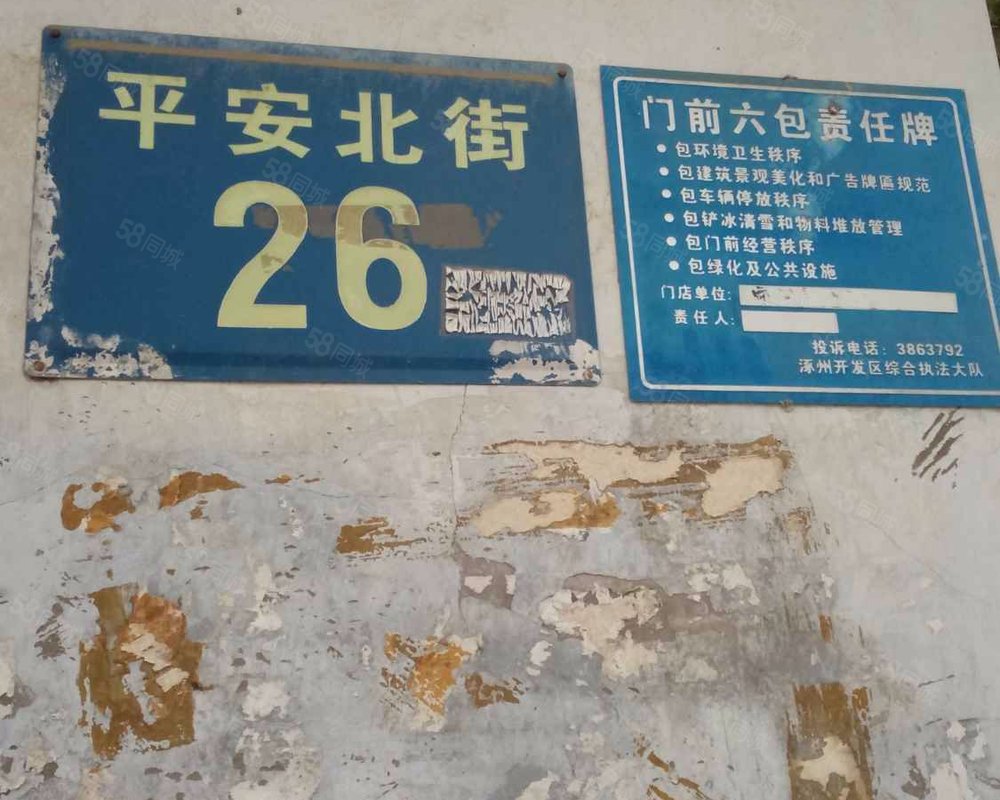 平安北街
26
门前六包责任牌
• 包环境卫生秩序
• 包建筑景观美化和广告牌匾规范
• 包车辆停放秩序
• 包铲冰清雪和物料堆放管理
• 包门前经营秩序
• 包绿化及公共设施
门店单位:
责任人:
投诉电话: 3863792
涿州开发区综合执法大队
58同城